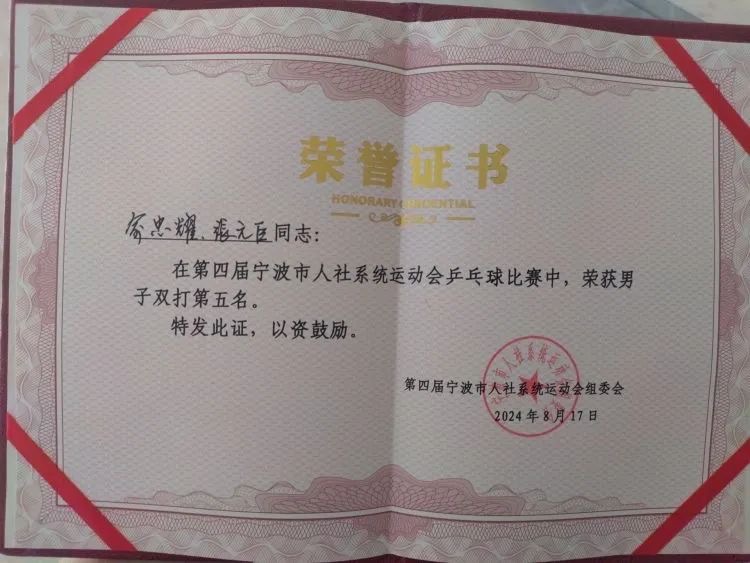 荣誉证书
HONORARY CREDENTIAL
忠耀、张元臣同志：
在第四届宁波市人社系统运动会乒乓球比赛中，荣获男
子双打第五名。
特发此证，以资鼓励。
第四届宁波市人社系统运动会组委会
2024年8月17日